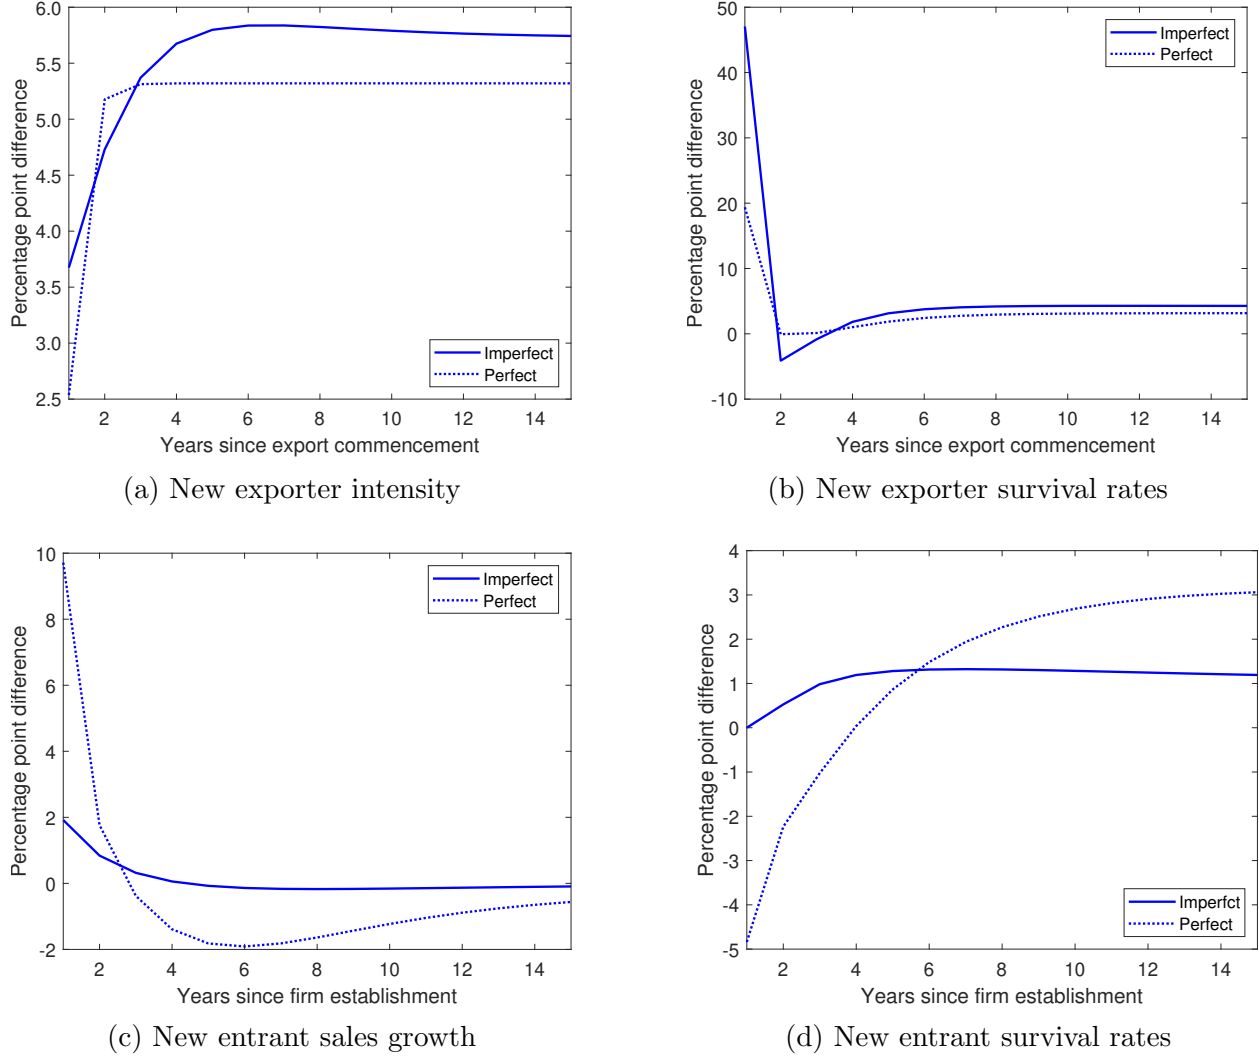 6.0
5.5
5.0
4.5
4.0
3.5
3.0
2.5
Percentage point difference
Imperfect
Perfect
2 4 6 8 10 12 14
Years since export commencement
(a) New exporter intensity
50
40
30
20
10
0
-10
Percentage point difference
Imperfect
Perfect
2 4 6 8 10 12 14
Years since export commencement
(b) New exporter survival rates
10
8
6
4
2
0
-2
Percentage point difference
Imperfect
Perfect
2 4 6 8 10 12 14
Years since firm establishment
(c) New entrant sales growth
4
3
2
1
0
-1
-2
-3
-4
-5
Percentage point difference
Imperfct
Perfect
2 4 6 8 10 12 14
Years since firm establishment
(d) New entrant survival rates